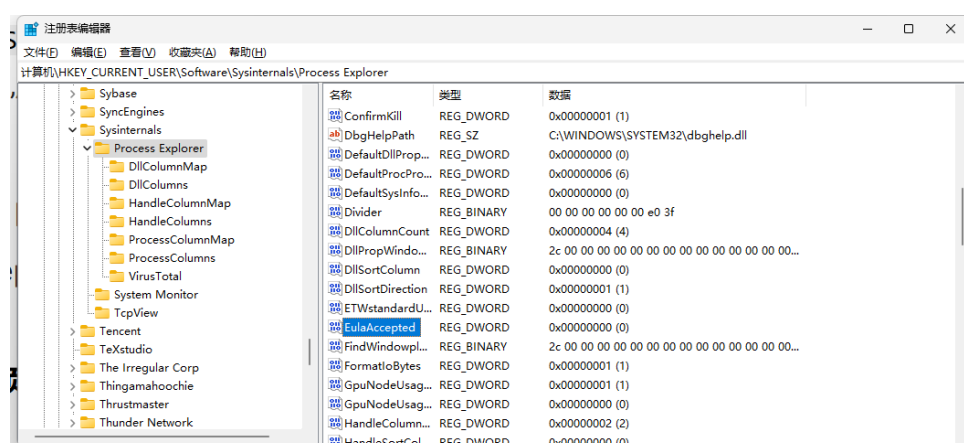 注册表编辑器
文件(F) 编辑(E) 查看(V) 收藏夹(A) 帮助(H)
计算机\HKEY_CURRENT_USER\Software\Sysinternals\Process Explorer
Sybase
SyncEngines
Sysinternals
Process Explorer
DllColumnMap
DllColumns
HandleColumnMap
HandleColumns
ProcessColumnMap
ProcessColumns
VirusTotal
System Monitor
TcpView
Tencent
TeXstudio
The Irregular Corp
Thingamahoochie
Thrustmaster
Thunder Network
名称 类型 数据
ConfirmKill REG_DWORD 0x00000001 (1)
DbgHelpPath REG_SZ C:\WINDOWS\SYSTEM32\dbghelp.dll
DefaultDllProp... REG_DWORD 0x00000000 (0)
DefaultProcPro... REG_DWORD 0x00000006 (6)
DefaultSysInfo... REG_DWORD 0x00000000 (0)
Divider REG_BINARY 00 00 00 00 00 00 e0 3f
DllColumnCount REG_DWORD 0x00000004 (4)
DllPropWindo... REG_BINARY 2c 00 00 00 00 00 00 00 00 00 00 00 00 00...
DllSortColumn REG_DWORD 0x00000000 (0)
DllSortDirection REG_DWORD 0x00000001 (1)
ETWstandardU... REG_DWORD 0x00000000 (0)
EulaAccepted REG_DWORD 0x00000000 (0)
FindWindowpl... REG_BINARY 2c 00 00 00 00 00 00 00 00 00 00 00 00 00...
FormatIoBytes REG_DWORD 0x00000001 (1)
GpuNodeUsag... REG_DWORD 0x00000001 (1)
GpuNodeUsag... REG_DWORD 0x00000000 (0)
HandleColumn... REG_DWORD 0x00000002 (2)
HandleSortCol... REG_DWORD 0x00000000 (0)